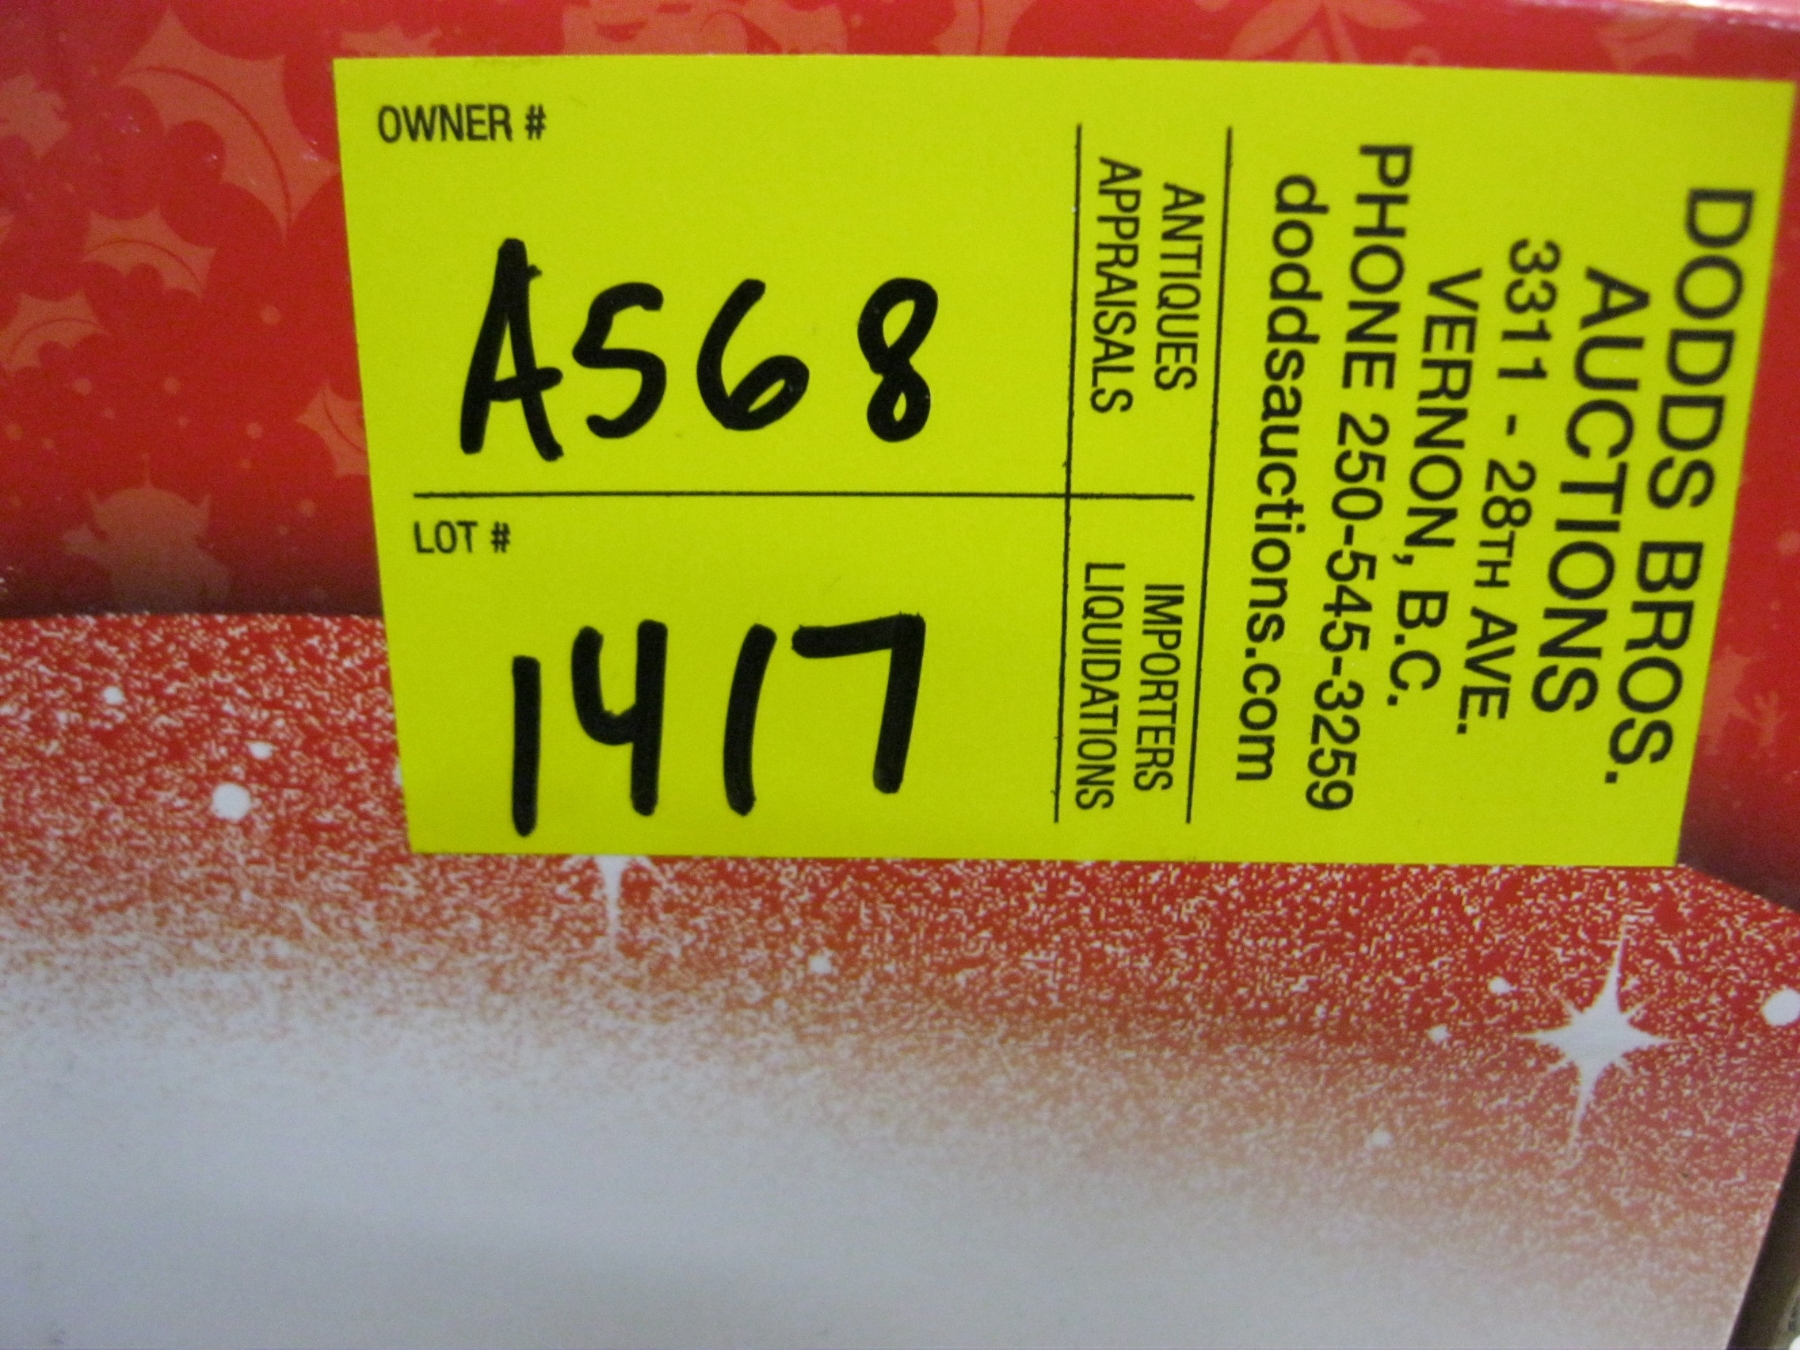 OWNER #
A568
LOT #
1417
DODDS BROS.
AUCTIONS
3311 - 28TH AVE.
VERNON, B.C.
PHONE 250-545-3259
doddsauctions.com
ANTIQUES
APPRAISALS
IMPORTERS
LIQUIDATIONS